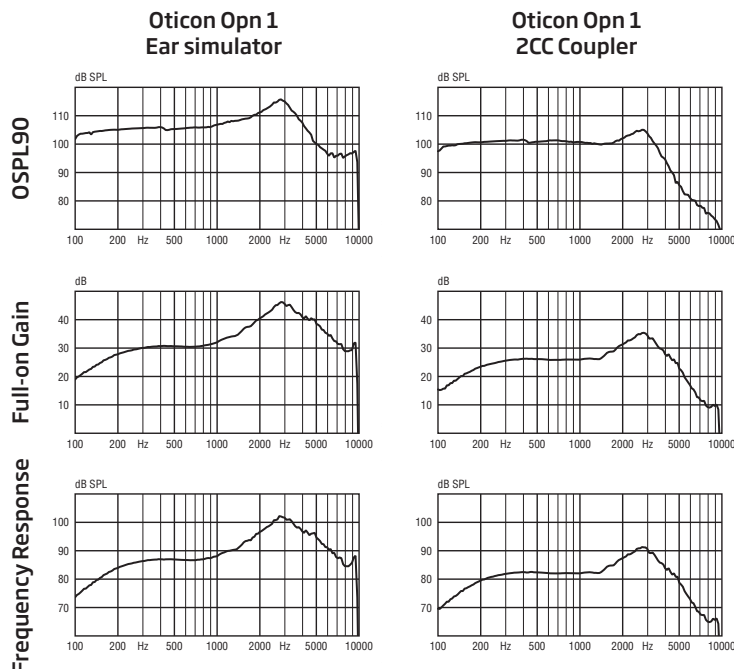 Oticon Opn 1
Ear simulator
Oticon Opn 1
2CC Coupler
OSPL90
dB SPL
110
100
90
80
100 200 Hz 500 1000 2000 Hz 5000 10000
dB SPL
110
100
90
80
100 200 Hz 500 1000 2000 Hz 5000 10000
Full-on Gain
dB
40
30
20
10
100 200 Hz 500 1000 2000 Hz 5000 10000
dB
40
30
20
10
100 200 Hz 500 1000 2000 Hz 5000 10000
Frequency Response
dB SPL
100
90
80
70
100 200 Hz 500 1000 2000 Hz 5000 10000
dB SPL
100
90
80
70
100 200 Hz 500 1000 2000 Hz 5000 10000